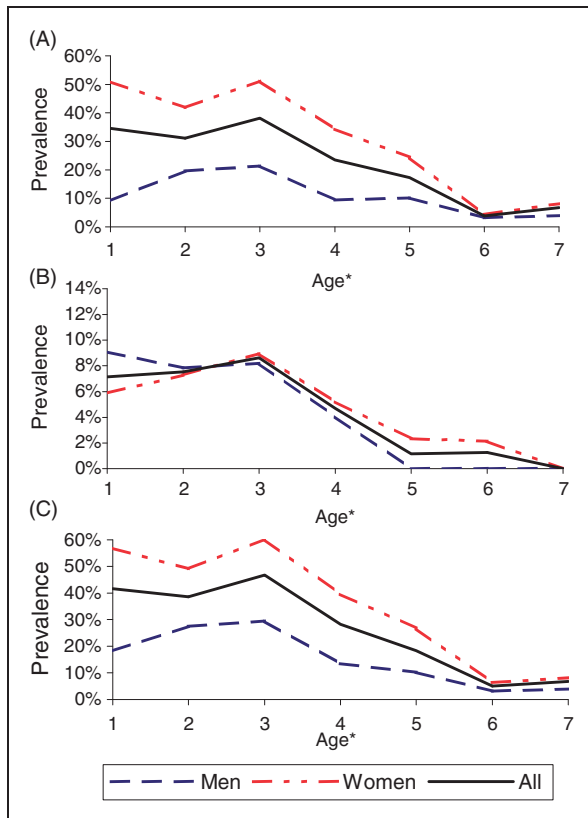 (A)
60%
50%
40%
30%
20%
10%
0%
Prevalence
1 2 3 4 5 6 7
Age*
(B)
14%
12%
10%
8%
6%
4%
2%
0%
Prevalence
1 2 3 4 5 6 7
Age*
(C)
60%
50%
40%
30%
20%
10%
0%
Prevalence
1 2 3 4 5 6 7
Age*
Men Women All